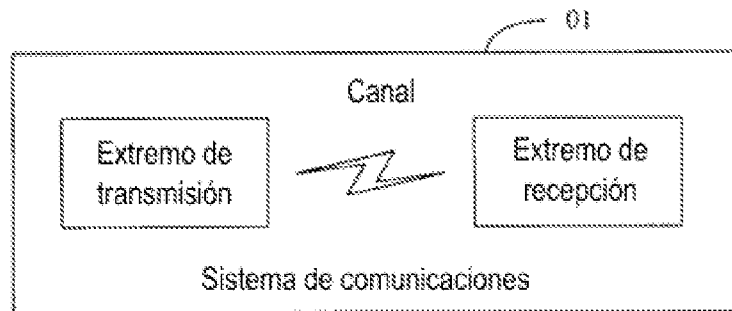 01
Canal
Extremo de
transmisión
Extremo de
recepción
Sistema de comunicaciones